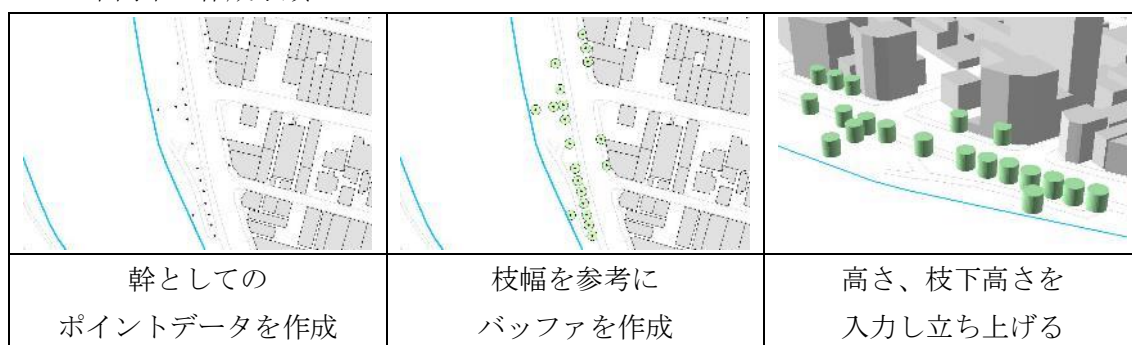 幹としての
ポイントデータを作成
枝幅を参考に
バッファを作成
高さ、枝下高さを
入力し立ち上げる